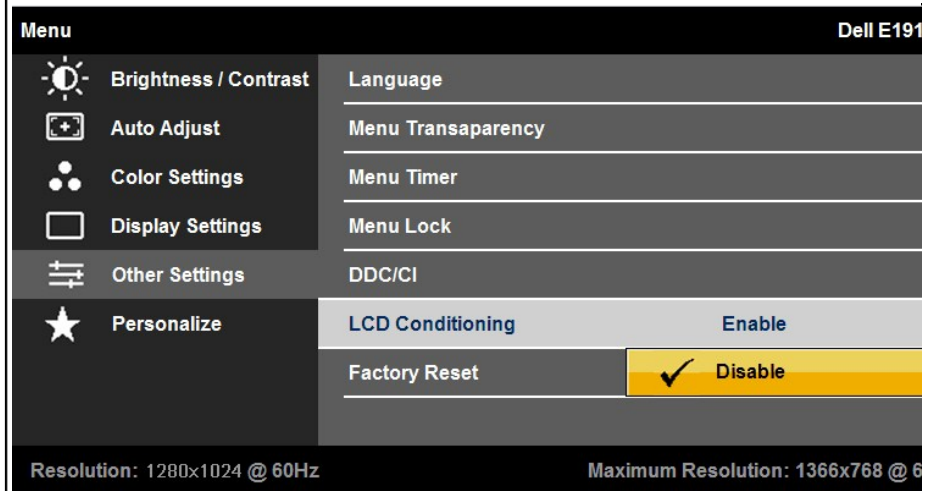 Menu Dell E191
Brightness / Contrast Language
Auto Adjust Menu Transaparency
Color Settings Menu Timer
Display Settings Menu Lock
Other Settings DDC/CI
Personalize LCD Conditioning Enable
Factory Reset Disable
Resolution: 1280x1024 @ 60Hz Maximum Resolution: 1366x768 @ 6